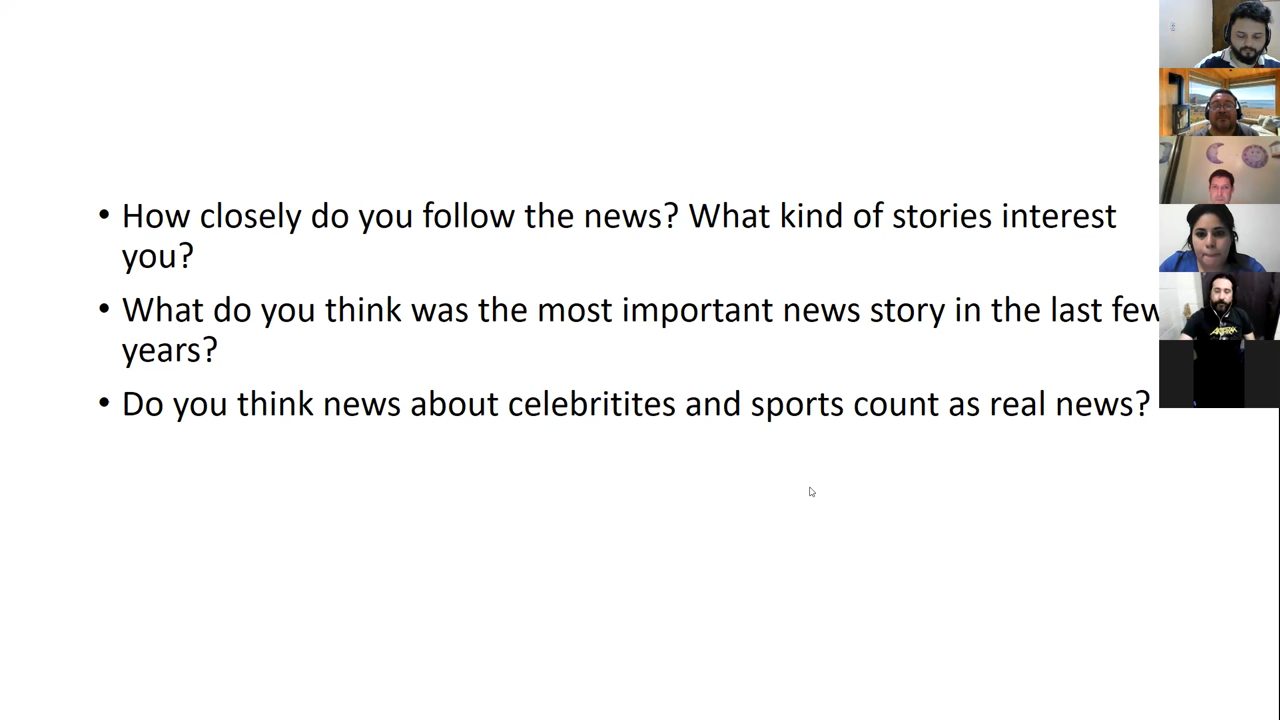 • How closely do you follow the news? What kind of stories interest
you?
• What do you think was the most important news story in the last few
years?
• Do you think news about celebritites and sports count as real news?
ANTHRAX